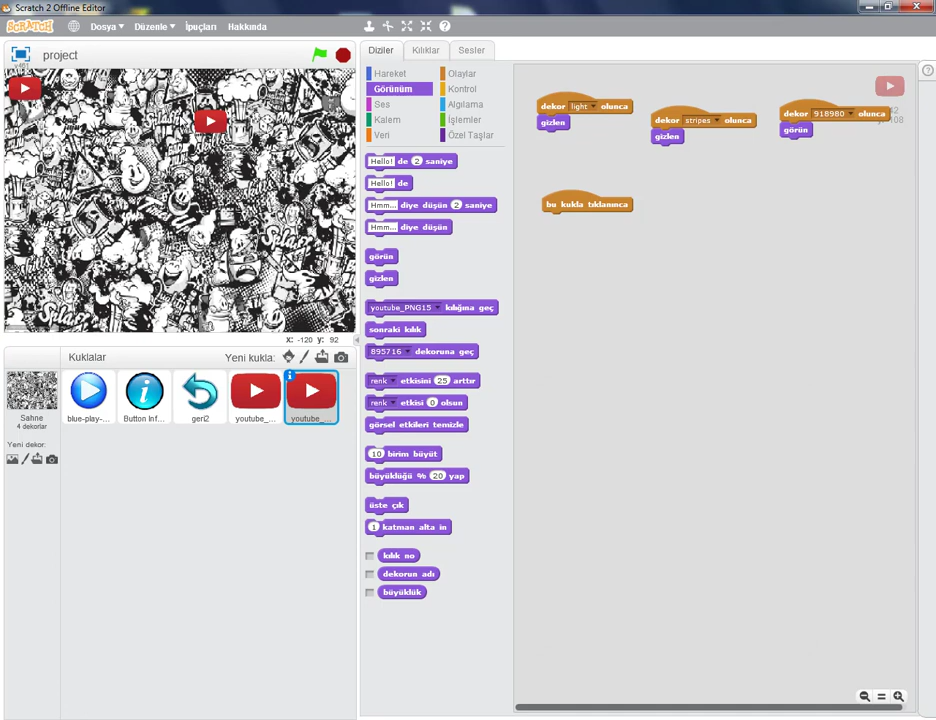 Scratch 2 Offline Editor
SCRATCH Dosya Düzenle İpuçları Hakkında
project
Diziler Kılıklar Sesler
Hareket Olaylar
Görünüm Kontrol
Ses Algılama
Kalem İşlemler
Veri Özel Taşlar
Hello! de 2 saniye
Hello! de
Hmm... diye düşün 2 saniye
Hmm... diye düşün
görün
gizlen
youtube_PNG15 kılığına geç
sonraki kılık
895716 dekoruna geç
renk etkisini 25 arttır
renk etkisi 0 olsun
görsel etkileri temizle
10 birim büyüt
büyüklüğü % 20 yap
üste çık
1 katman alta in
kılık no
dekorun adı
büyüklük
dekor light olunca
gizlen
dekor stripes olunca
gizlen
dekor 918980 olunca
görün
bu kukla tıklanınca
x: -120 y: 92
Kuklalar Yeni kukla:
Sahne
4 dekorlar
Yeni dekor:
blue-play-... Button Inf... geri2 youtube_... youtube_